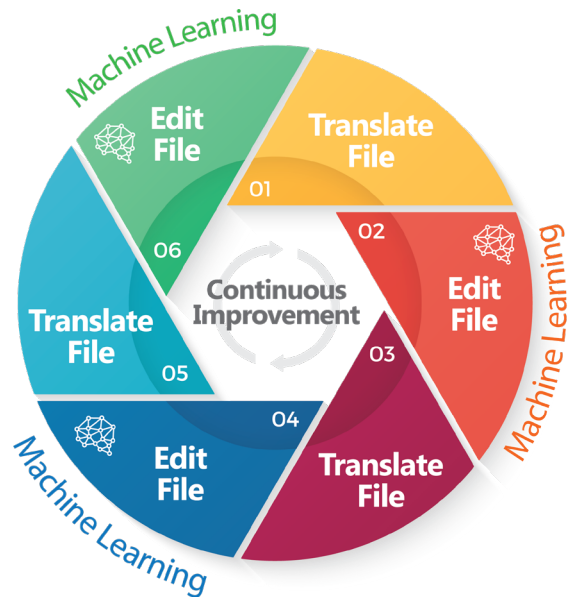 Machine Learning
Translate
File
01
02
Edit
File
Machine Learning
03
Translate
File
04
Edit
File
Machine Learning
05
Translate
File
06
Edit
File
Continuous
Improvement